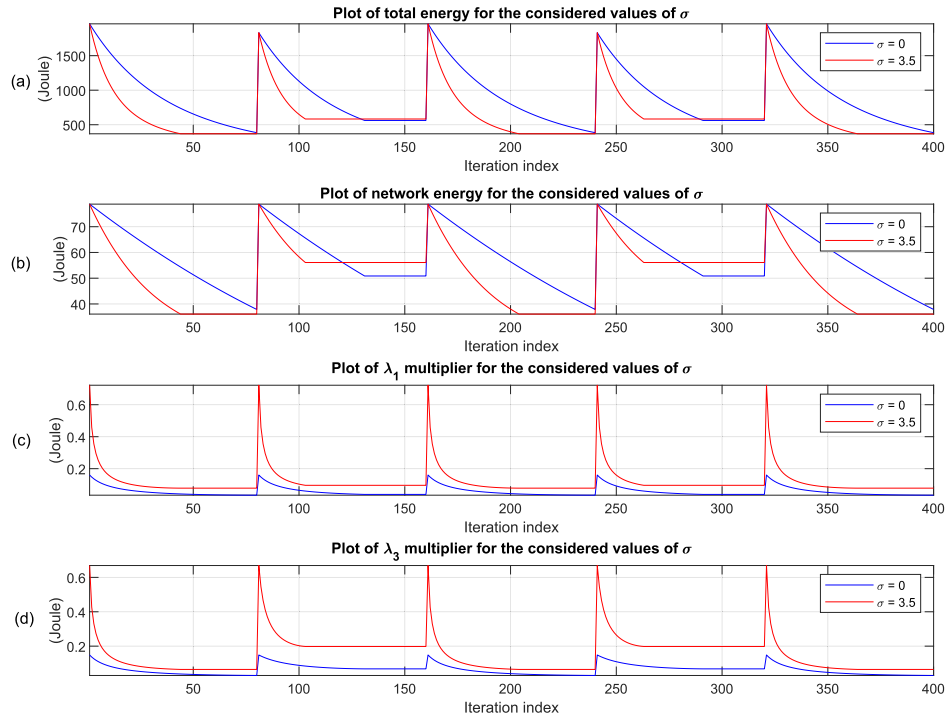 Plot of total energy for the considered values of σ
(a)
(Joule)
1500
1000
500
σ = 0
σ = 3.5
50 100 150 200 250 300 350 400
Iteration index
Plot of network energy for the considered values of σ
(b)
(Joule)
70
60
50
40
σ = 0
σ = 3.5
50 100 150 200 250 300 350 400
Iteration index
Plot of λ₁ multiplier for the considered values of σ
(c)
(Joule)
0.6
0.4
0.2
σ = 0
σ = 3.5
50 100 150 200 250 300 350 400
Iteration index
Plot of λ₃ multiplier for the considered values of σ
(d)
(Joule)
0.6
0.4
0.2
σ = 0
σ = 3.5
50 100 150 200 250 300 350 400
Iteration index